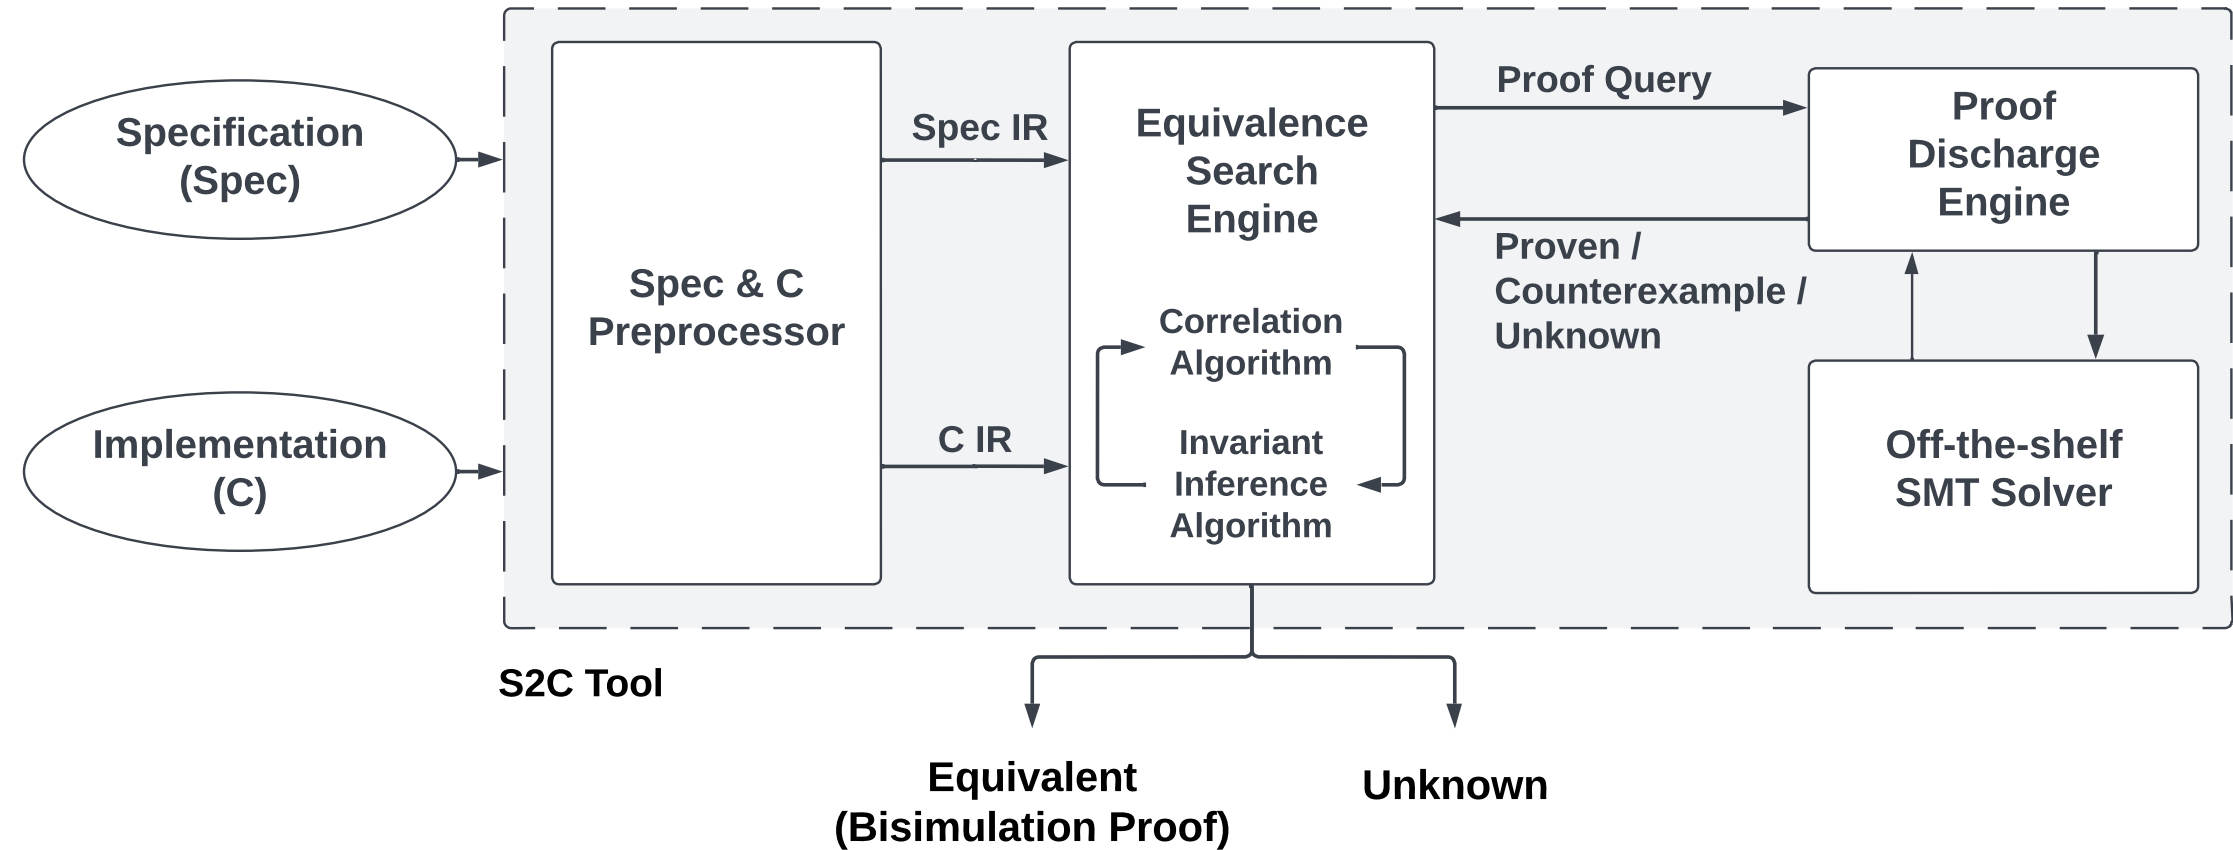 Specification
(Spec)
Implementation
(C)
Spec & C
Preprocessor
Spec IR
C IR
Equivalence
Search
Engine
Correlation
Algorithm
Invariant
Inference
Algorithm
Proof Query
Proven /
Counterexample /
Unknown
Proof
Discharge
Engine
Off-the-shelf
SMT Solver
S2C Tool
Equivalent
(Bisimulation Proof)
Unknown